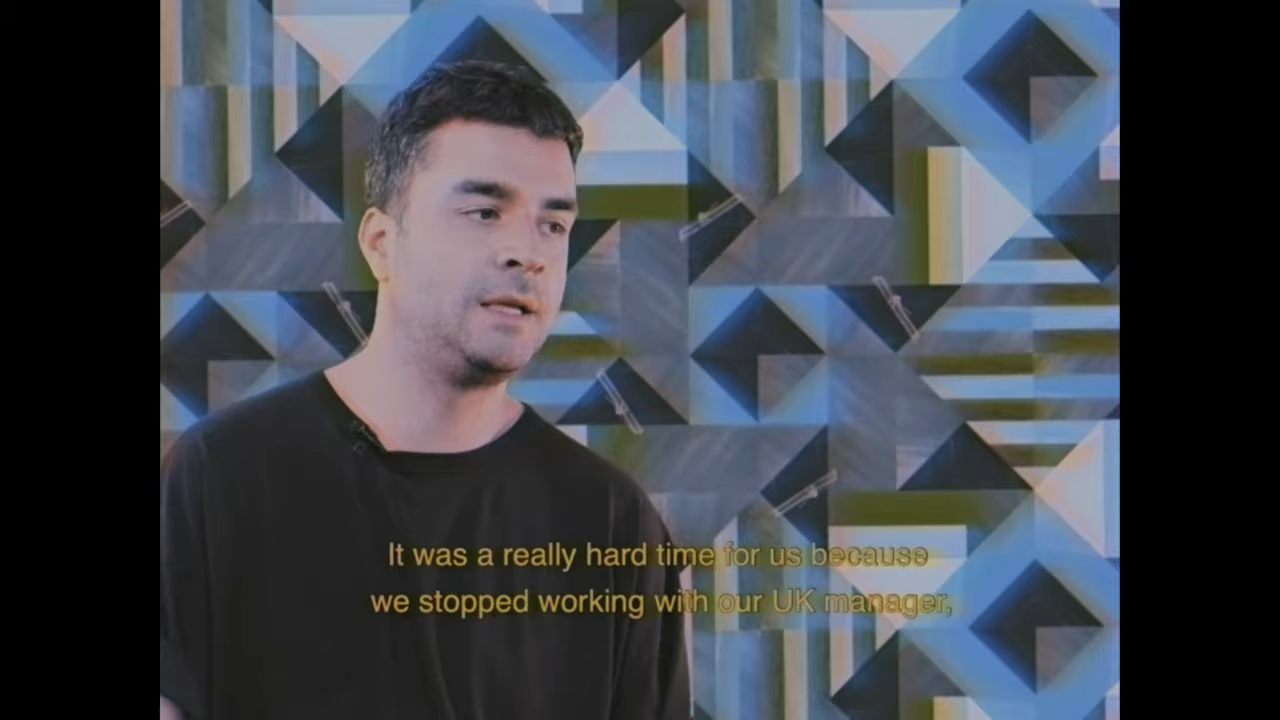 It was a really hard time for us because
we stopped working with our UK manager,